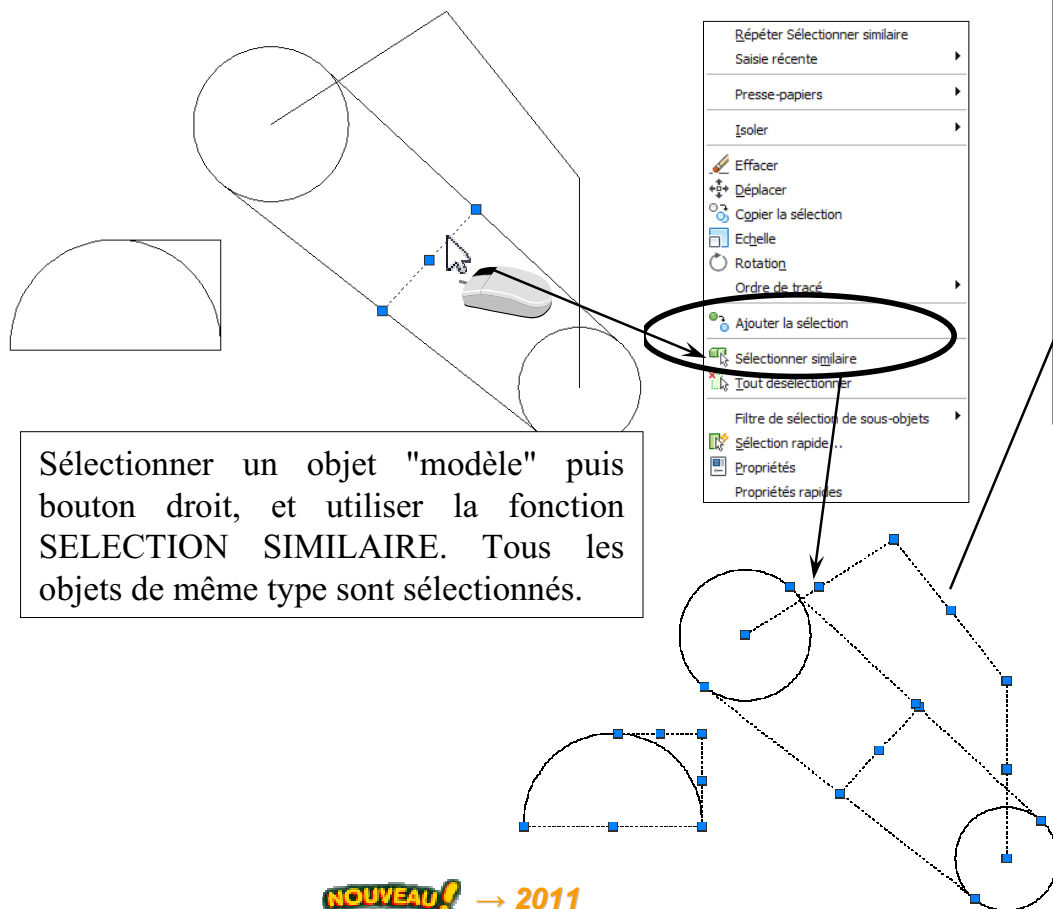 Répéter Sélectionner similaire
Saisie récente
Presse-papiers
Isoler
Effacer
Déplacer
Copier la sélection
Echelle
Rotation
Ordre de tracé
Ajouter la sélection
Sélectionner similaire
Tout désélectionner
Filtre de sélection de sous-objets
Sélection rapide...
Propriétés
Propriétés rapides
Sélectionner un objet "modèle" puis
bouton droit, et utiliser la fonction
SELECTION SIMILAIRE. Tous les
objets de même type sont sélectionnés.
NOUVEAU ! → 2011